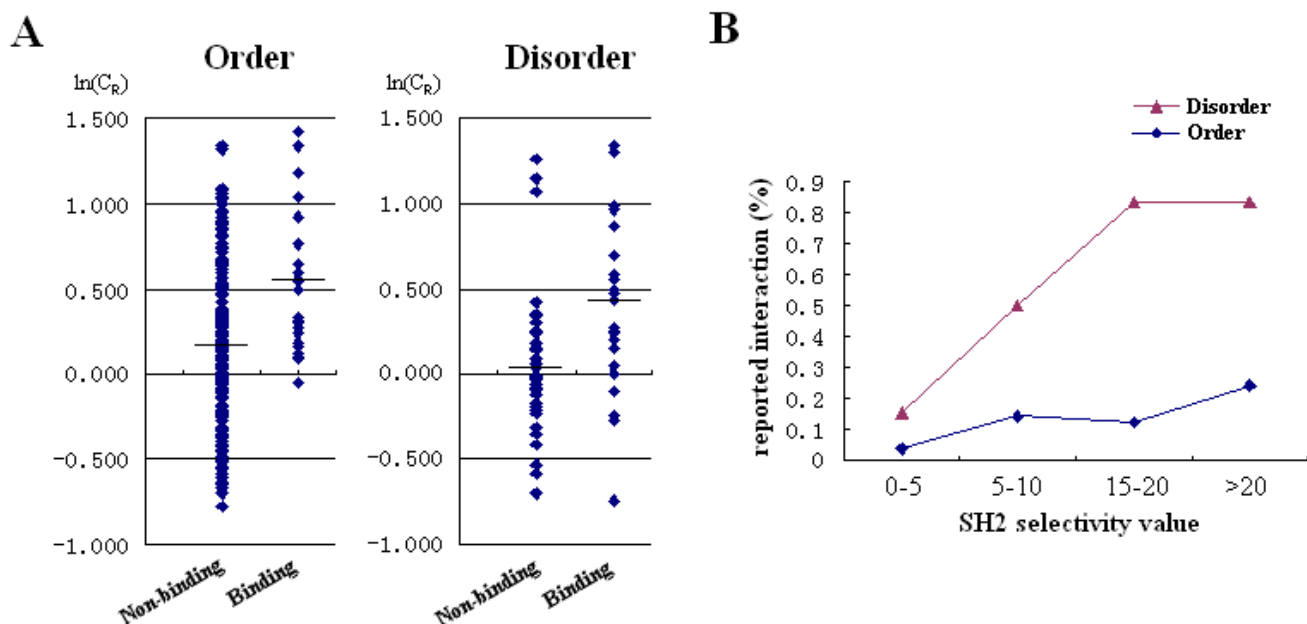 A
Order
ln(C_R)
1.500
1.000
0.500
0.000
−0.500
−1.000
Non-binding
Binding
Disorder
ln(C_R)
1.500
1.000
0.500
0.000
−0.500
−1.000
Non-binding
Binding
B
Disorder
Order
reported interaction (%)
0.9
0.8
0.7
0.6
0.5
0.4
0.3
0.2
0.1
0
0-5 5-10 15-20 >20
SH2 selectivity value